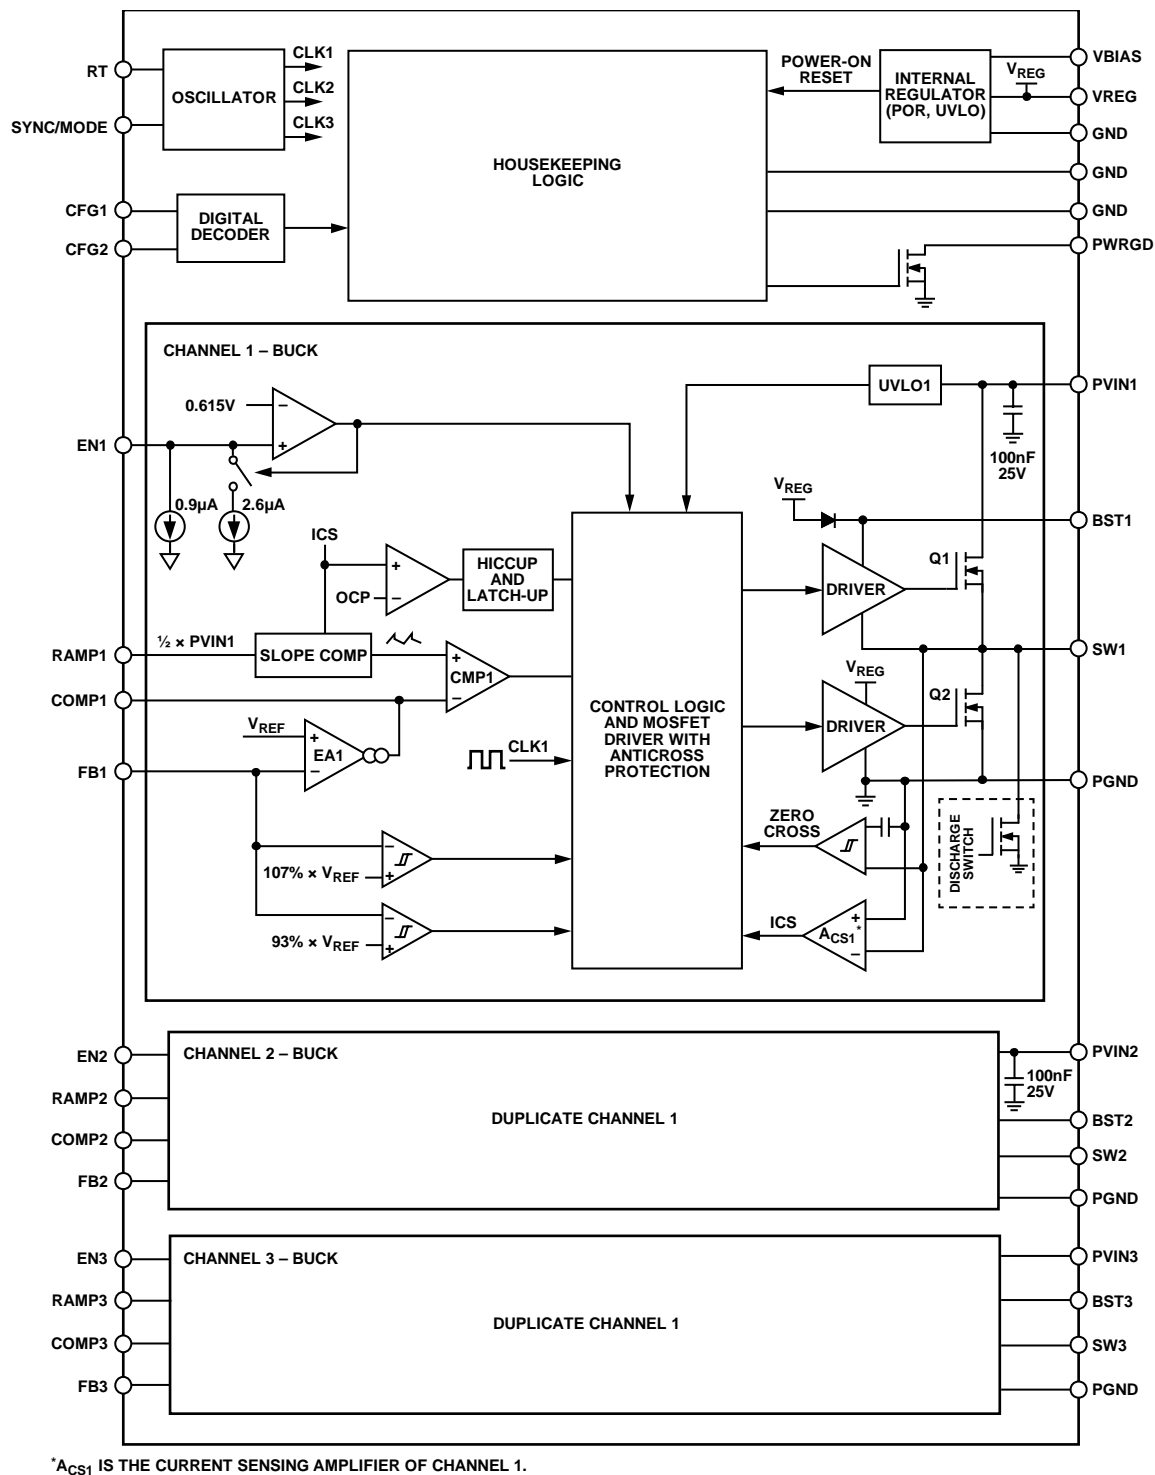 RT
SYNC/MODE
CFG1
CFG2
OSCILLATOR
CLK1
CLK2
CLK3
DIGITAL
DECODER
HOUSEKEEPING
LOGIC
POWER-ON
RESET
INTERNAL
REGULATOR
(POR, UVLO)
VREG
VBIAS
VREG
GND
GND
GND
PWRGD
CHANNEL 1 – BUCK
0.615V
−
+
EN1
0.9µA
2.6µA
UVLO1
PVIN1
100nF
25V
ICS
+
OCP
−
HICCUP
AND
LATCH-UP
VREG
BST1
DRIVER
Q1
RAMP1
½ × PVIN1
SLOPE COMP
+
CMP1
−
SW1
COMP1
VREF
+
EA1
−
FB1
CLK1
CONTROL LOGIC
AND MOSFET
DRIVER WITH
ANTICROSS
PROTECTION
VREG
DRIVER
Q2
PGND
ZERO
CROSS
DISCHARGE
SWITCH
−
107% × VREF
+
−
93% × VREF
+
ICS
+
ACS1*
−
EN2
RAMP2
COMP2
FB2
CHANNEL 2 – BUCK
DUPLICATE CHANNEL 1
PVIN2
100nF
25V
BST2
SW2
PGND
EN3
RAMP3
COMP3
FB3
CHANNEL 3 – BUCK
DUPLICATE CHANNEL 1
PVIN3
BST3
SW3
PGND
*ACS1 IS THE CURRENT SENSING AMPLIFIER OF CHANNEL 1.